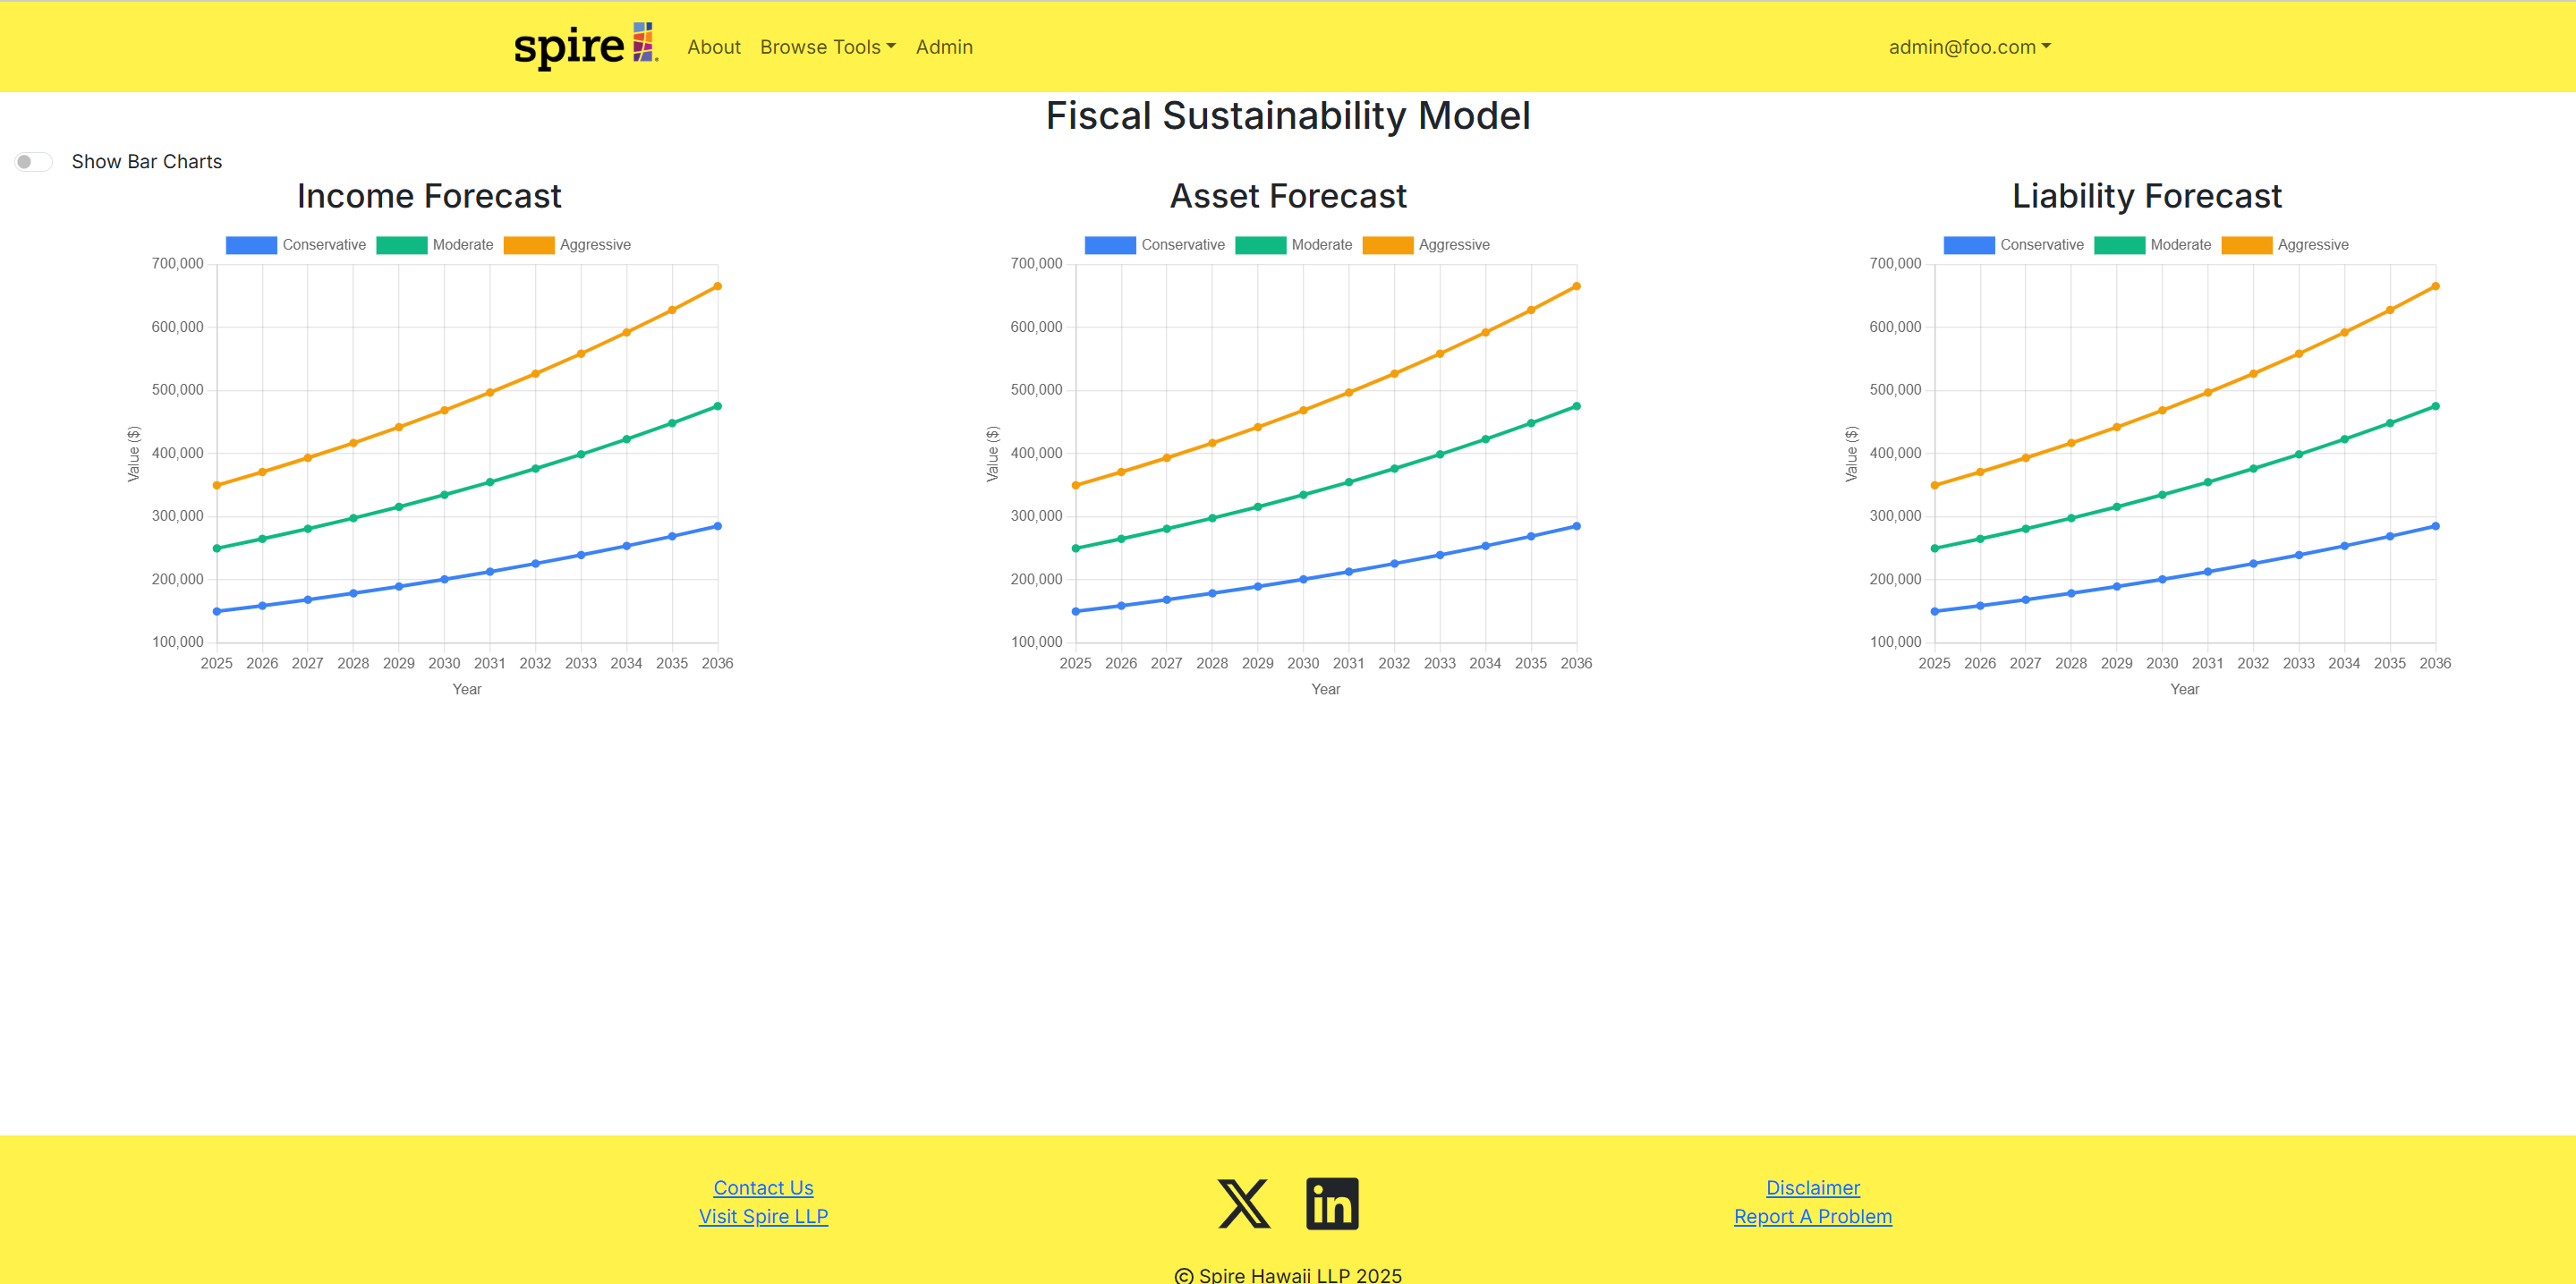 spire About Browse Tools Admin admin@foo.com
Fiscal Sustainability Model
Show Bar Charts
Income Forecast
Conservative Moderate Aggressive
700,000
600,000
500,000
400,000
300,000
200,000
100,000
Value ($)
2025 2026 2027 2028 2029 2030 2031 2032 2033 2034 2035 2036
Year
Asset Forecast
Conservative Moderate Aggressive
700,000
600,000
500,000
400,000
300,000
200,000
100,000
Value ($)
2025 2026 2027 2028 2029 2030 2031 2032 2033 2034 2035 2036
Year
Liability Forecast
Conservative Moderate Aggressive
700,000
600,000
500,000
400,000
300,000
200,000
100,000
Value ($)
2025 2026 2027 2028 2029 2030 2031 2032 2033 2034 2035 2036
Year
Contact Us
Visit Spire LLP
X in
Disclaimer
Report A Problem
© Spire Hawaii LLP 2025